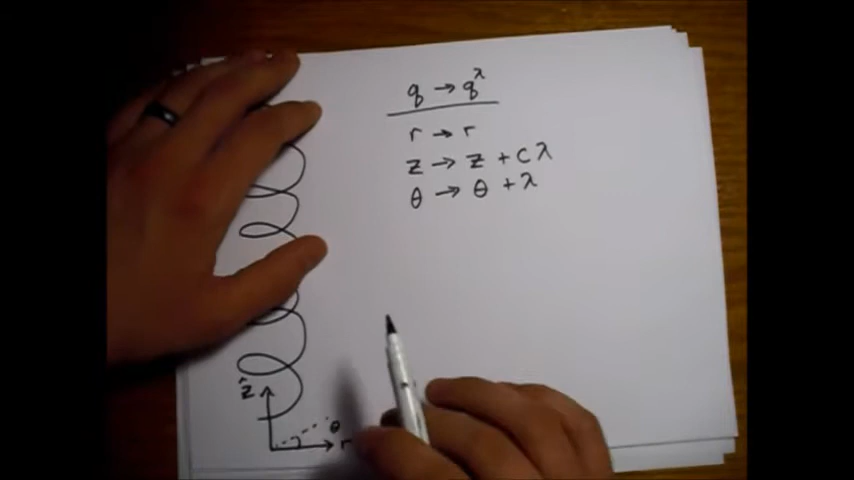 q → q^λ
r → r
z → z + cλ
θ → θ + λ
ẑ
θ
r